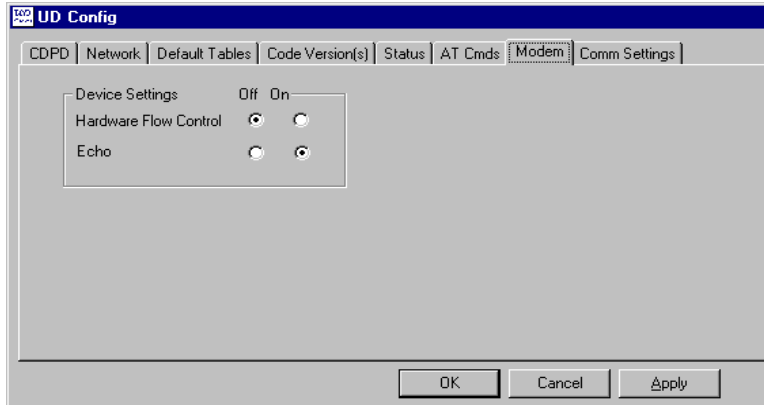 UD Config
CDPD Network Default Tables Code Version(s) Status AT Cmds Modem Comm Settings
Device Settings Off On
Hardware Flow Control
Echo
OK Cancel Apply